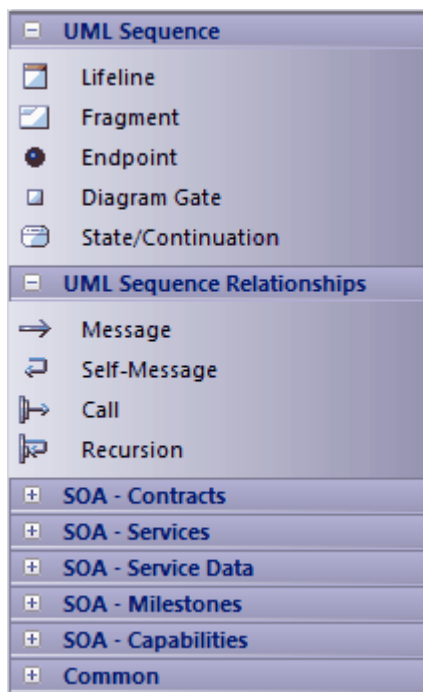 UML Sequence
Lifeline
Fragment
Endpoint
Diagram Gate
State/Continuation
UML Sequence Relationships
Message
Self-Message
Call
Recursion
SOA - Contracts
SOA - Services
SOA - Service Data
SOA - Milestones
SOA - Capabilities
Common